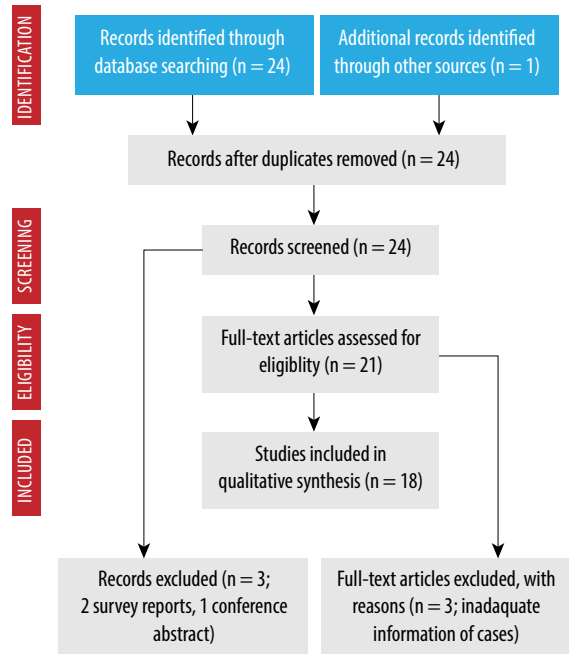 IDENTIFICATION
Records identified through
database searching (n = 24)
Additional records identified
through other sources (n = 1)
Records after duplicates removed (n = 24)
SCREENING
Records screened (n = 24)
ELIGIBILITY
Full-text articles assessed for
eligiblity (n = 21)
INCLUDED
Studies included in
qualitative synthesis (n = 18)
Records excluded (n = 3;
2 survey reports, 1 conference
abstract)
Full-text articles excluded, with
reasons (n = 3; inadaquate
information of cases)